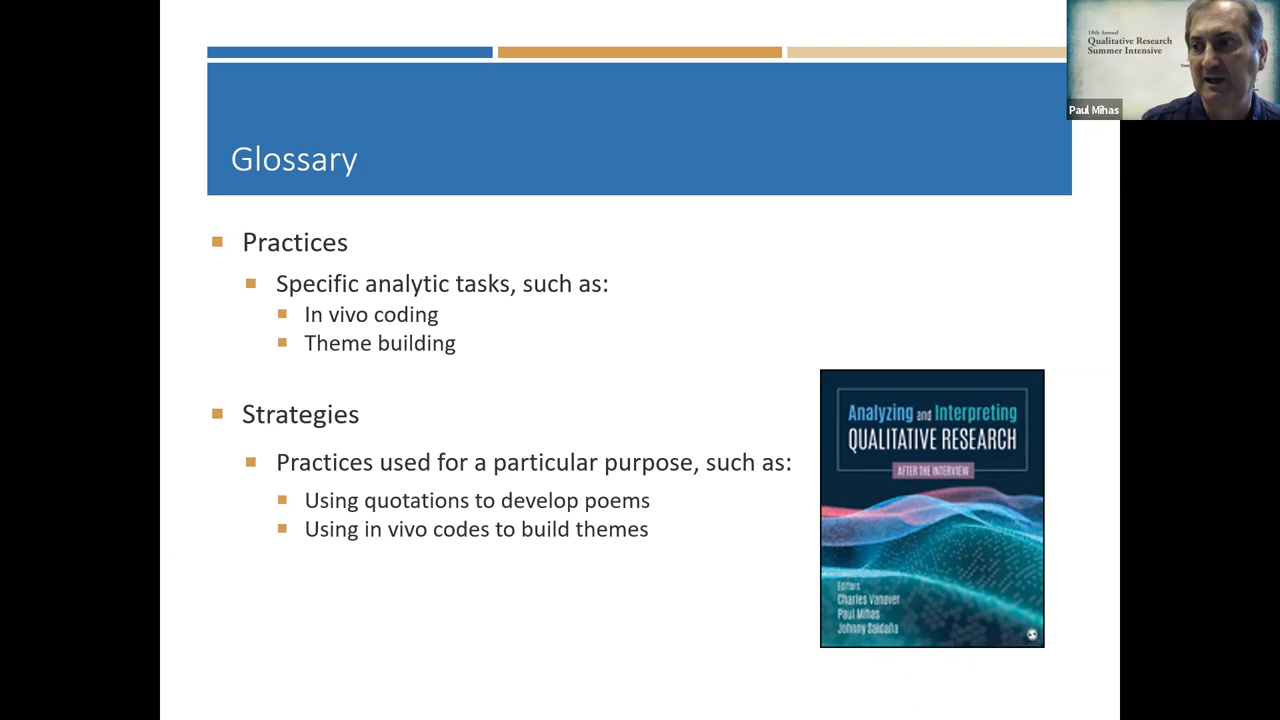 18th Annual
Qualitative Research
Summer Intensive
Paul Mihas
Glossary
Practices
Specific analytic tasks, such as:
In vivo coding
Theme building
Strategies
Practices used for a particular purpose, such as:
Using quotations to develop poems
Using in vivo codes to build themes
Analyzing and Interpreting
QUALITATIVE RESEARCH
AFTER THE INTERVIEW
Editors
Charles Vanover
Paul Mihas
Johnny Saldaña